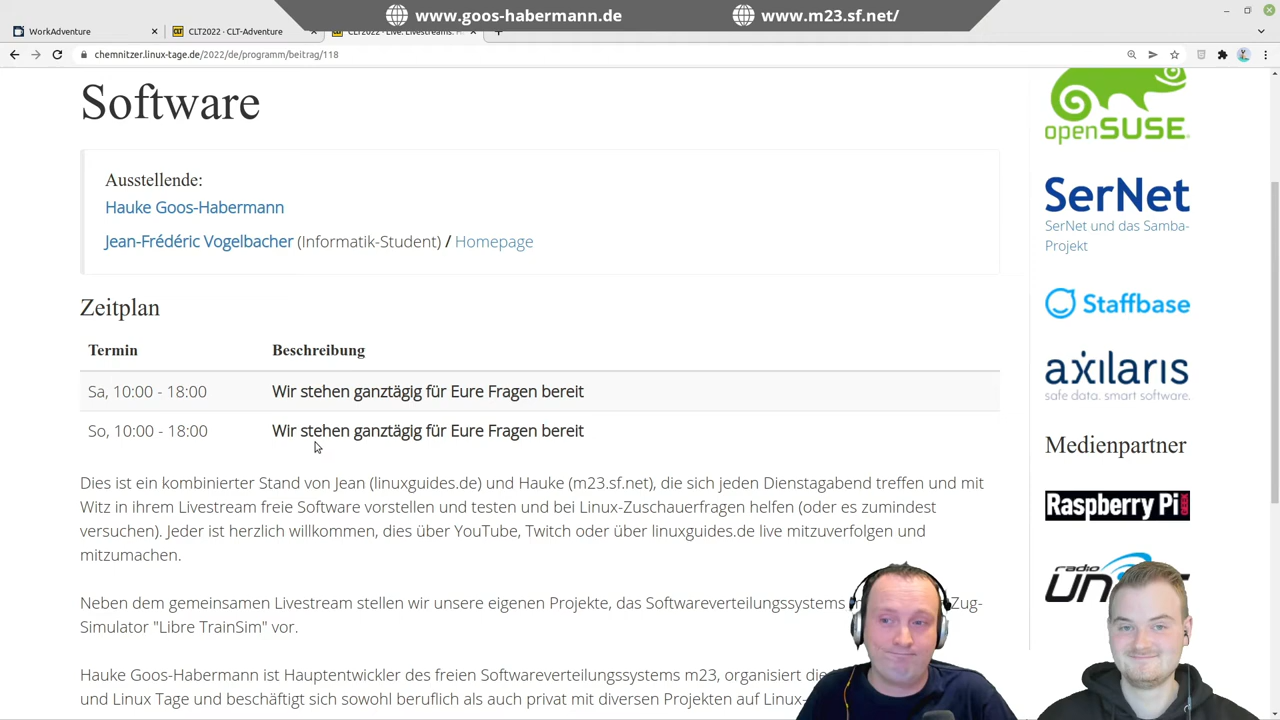 www.goos-habermann.de
www.m23.sf.net/
WorkAdventure
CLT2022 · CLT-Adventure
CLT2022 · Live: Livestreams: H
chemnitzer.linux-tage.de/2022/de/programm/beitrag/118
Software
Ausstellende:
Hauke Goos-Habermann
Jean-Frédéric Vogelbacher (Informatik-Student) / Homepage
Zeitplan
Termin Beschreibung
Sa, 10:00 - 18:00 Wir stehen ganztägig für Eure Fragen bereit
So, 10:00 - 18:00 Wir stehen ganztägig für Eure Fragen bereit
Dies ist ein kombinierter Stand von Jean (linuxguides.de) und Hauke (m23.sf.net), die sich jeden Dienstagabend treffen und mit
Witz in ihrem Livestream freie Software vorstellen und testen und bei Linux-Zuschauerfragen helfen (oder es zumindest
versuchen). Jeder ist herzlich willkommen, dies über YouTube, Twitch oder über linuxguides.de live mitzuverfolgen und
mitzumachen.
Neben dem gemeinsamen Livestream stellen wir unsere eigenen Projekte, das Softwareverteilungssystems Zug-
Simulator "Libre TrainSim" vor.
Hauke Goos-Habermann ist Hauptentwickler des freien Softwareverteilungssystems m23, organisiert die
und Linux Tage und beschäftigt sich sowohl beruflich als auch privat mit diversen Projekten auf Linux-
openSUSE
SerNet
SerNet und das Samba-
Projekt
Staffbase
axilaris
safe data. smart software.
Medienpartner
Raspberry Pi GEEK
radio